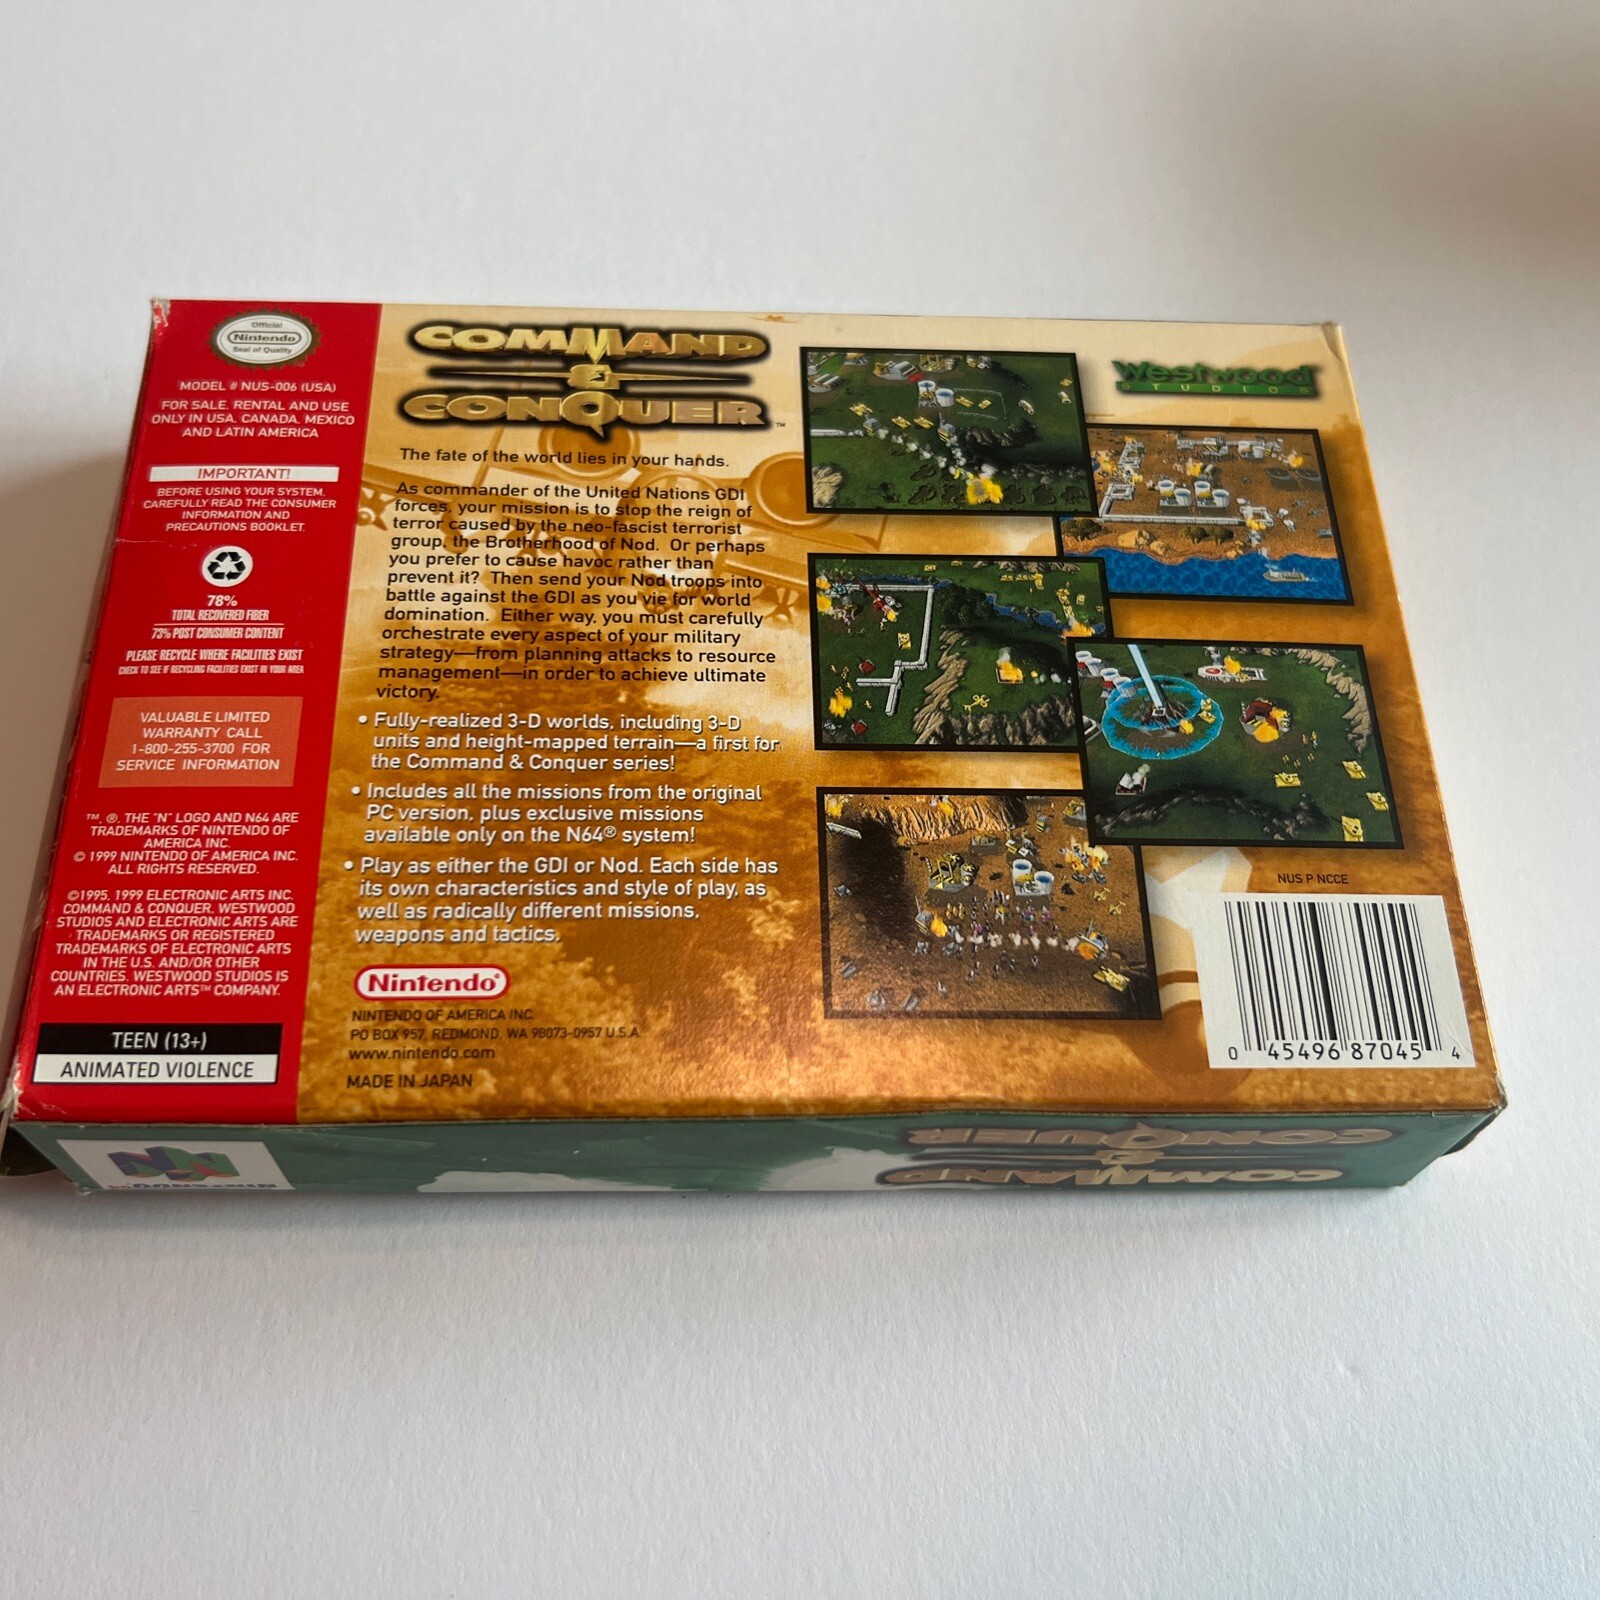 Official
Nintendo
Seal of Quality
MODEL # NUS-006 (USA)
FOR SALE, RENTAL AND USE
ONLY IN USA, CANADA, MEXICO
AND LATIN AMERICA
IMPORTANT!
BEFORE USING YOUR SYSTEM,
CAREFULLY READ THE CONSUMER
INFORMATION AND
PRECAUTIONS BOOKLET.
78%
TOTAL RECOVERED FIBER
73% POST CONSUMER CONTENT
PLEASE RECYCLE WHERE FACILITIES EXIST
CHECK TO SEE IF RECYCLING FACILITIES EXIST IN YOUR AREA
VALUABLE LIMITED
WARRANTY CALL
1-800-255-3700 FOR
SERVICE INFORMATION
™, ®, THE "N" LOGO AND N64 ARE
TRADEMARKS OF NINTENDO OF
AMERICA INC.
© 1999 NINTENDO OF AMERICA INC.
ALL RIGHTS RESERVED.
©1995, 1999 ELECTRONIC ARTS INC.
COMMAND & CONQUER, WESTWOOD
STUDIOS AND ELECTRONIC ARTS ARE
TRADEMARKS OR REGISTERED
TRADEMARKS OF ELECTRONIC ARTS
IN THE U.S. AND/OR OTHER
COUNTRIES. WESTWOOD STUDIOS IS
AN ELECTRONIC ARTS™ COMPANY.
TEEN (13+)
ANIMATED VIOLENCE
COMMAND
&
CONQUER™
The fate of the world lies in your hands.
As commander of the United Nations GDI
forces, your mission is to stop the reign of
terror caused by the neo-fascist terrorist
group, the Brotherhood of Nod. Or perhaps
you prefer to cause havoc rather than
prevent it? Then send your Nod troops into
battle against the GDI as you vie for world
domination. Either way, you must carefully
orchestrate every aspect of your military
strategy—from planning attacks to resource
management—in order to achieve ultimate
victory.
• Fully-realized 3-D worlds, including 3-D
units and height-mapped terrain—a first for
the Command & Conquer series!
• Includes all the missions from the original
PC version, plus exclusive missions
available only on the N64® system!
• Play as either the GDI or Nod. Each side has
its own characteristics and style of play, as
well as radically different missions,
weapons and tactics.
Nintendo®
NINTENDO OF AMERICA INC.
PO BOX 957, REDMOND, WA 98073-0957 U.S.A.
www.nintendo.com
MADE IN JAPAN
Westwood
STUDIOS
NUS P NCCE
0 45496 87045 4
NINTENDO64
COMMAND
&
CONQUER